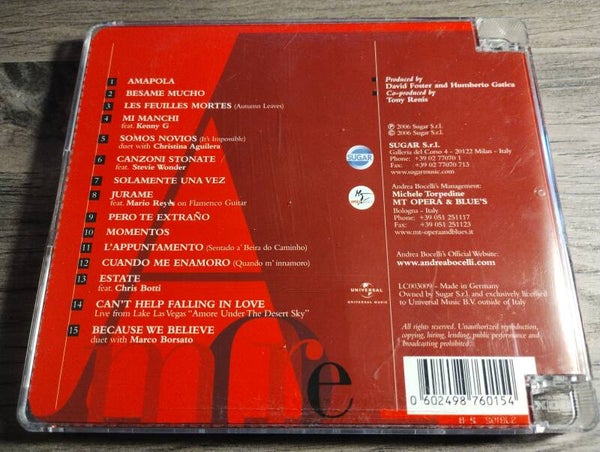 1 AMAPOLA
2 BESAME MUCHO
3 LES FEUILLES MORTES (Autumn Leaves)
4 MI MANCHI
feat. Kenny G
5 SOMOS NOVIOS (It's Impossible)
duet with Christina Aguilera
6 CANZONI STONATE
feat. Stevie Wonder
7 SOLAMENTE UNA VEZ
8 JURAME
feat. Mario Reyes on Flamenco Guitar
9 PERO TE EXTRAÑO
10 MOMENTOS
11 L'APPUNTAMENTO (Sentado a' Beira do Caminho)
12 CUANDO ME ENAMORO (Quando m' innamoro)
13 ESTATE
feat. Chris Botti
14 CAN'T HELP FALLING IN LOVE
Live from Lake Las Vegas "Amore Under The Desert Sky"
15 BECAUSE WE BELIEVE
duet with Marco Borsato
Produced by
David Foster and Humberto Gatica
Co-produced by
Tony Renis
℗ 2006 Sugar S.r.l.
© 2006 Sugar S.r.l.
SUGAR
SUGAR S.r.l.
Galleria del Corso 4 - 20122 Milan - Italy
Phone: +39 02 77070 1
Fax: +39 02 77070 713
www.sugarmusic.com
Andrea Bocelli's Management:
Michele Torpedine
MT OPERA & BLUE'S
Bologna - Italy
Phone: +39 051 251117
Fax: +39 051 251123
www.mt-operaandblues.it
Andrea Bocelli's Official Website:
www.andreabocelli.com
UNIVERSAL
UNIVERSAL MUSIC
LC003009 - Made in Germany
Owned by Sugar S.r.l. and exclusively licensed
to Universal Music B.V. outside of Italy
All rights reserved. Unauthorized reproduction,
copying, hiring, lending, public performance and
broadcasting prohibited.
0 602498 760154
Amore